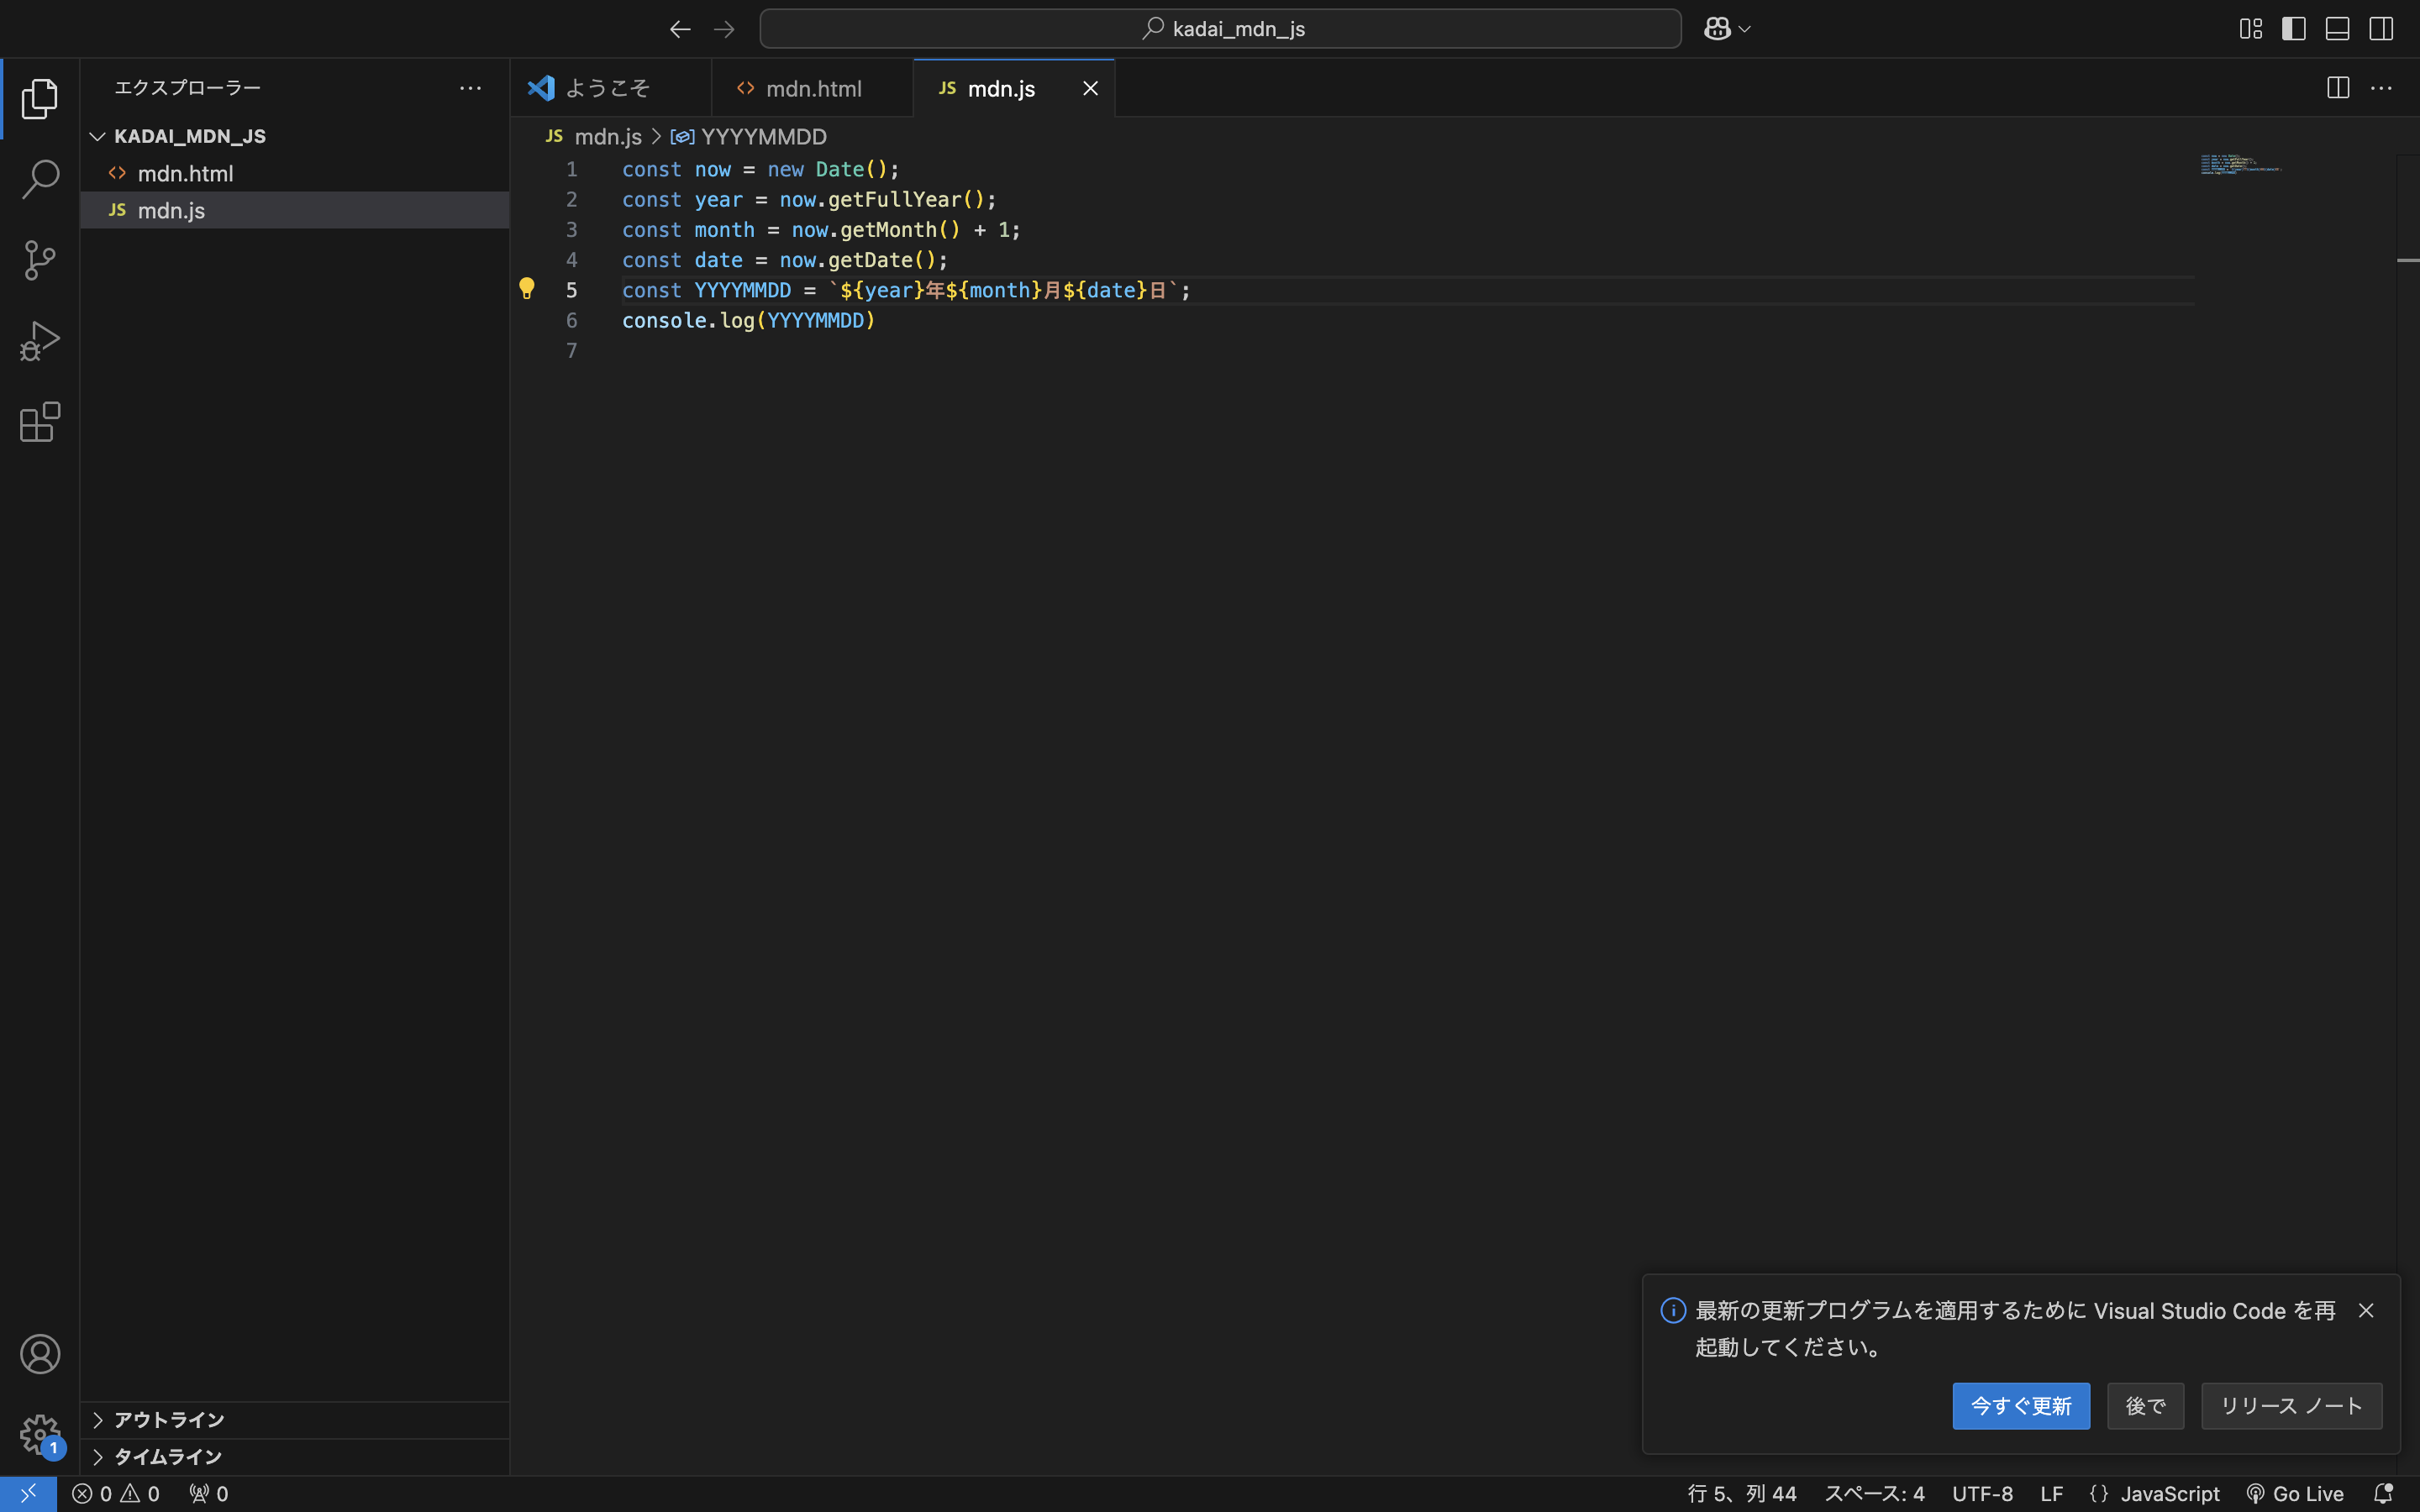 kadai_mdn_js
エクスプローラー
KADAI_MDN_JS
mdn.html
JS mdn.js
アウトライン
タイムライン
ようこそ
mdn.html
JS mdn.js
JS mdn.js > YYYYMMDD
1 const now = new Date();
2 const year = now.getFullYear();
3 const month = now.getMonth() + 1;
4 const date = now.getDate();
5 const YYYYMMDD = `${year}年${month}月${date}日`;
6 console.log(YYYYMMDD)
7
最新の更新プログラムを適用するために Visual Studio Code を再
起動してください。
今すぐ更新 後で リリース ノート
1
0 0 0 行 5、列 44 スペース: 4 UTF-8 LF {} JavaScript Go Live